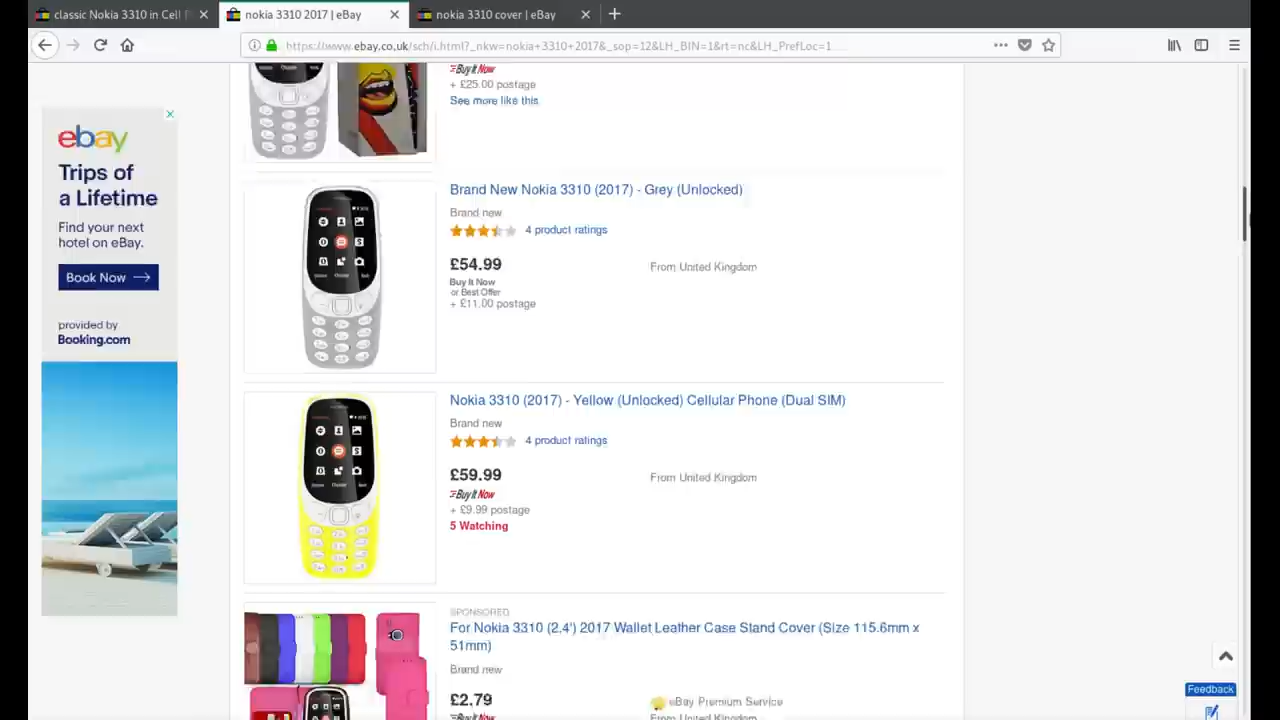 classic Nokia 3310 in Cell
nokia 3310 2017 | eBay
nokia 3310 cover | eBay
https://www.ebay.co.uk/sch/i.html?_nkw=nokia+3310+2017&_sop=12&LH_BIN=1&rt=nc&LH_PrefLoc=1...
Buy It Now
+ £25.00 postage
See more like this
ebay
Trips of
a Lifetime
Find your next
hotel on eBay.
Book Now
provided by
Booking.com
Brand New Nokia 3310 (2017) - Grey (Unlocked)
Brand new
4 product ratings
£54.99
From United Kingdom
Buy It Now
or Best Offer
+ £11.00 postage
Nokia 3310 (2017) - Yellow (Unlocked) Cellular Phone (Dual SIM)
Brand new
4 product ratings
£59.99
From United Kingdom
Buy It Now
+ £9.99 postage
5 Watching
SPONSORED
For Nokia 3310 (2.4') 2017 Wallet Leather Case Stand Cover (Size 115.6mm x
51mm)
Brand new
£2.79
eBay Premium Service
Buy It Now
From United Kingdom
Feedback